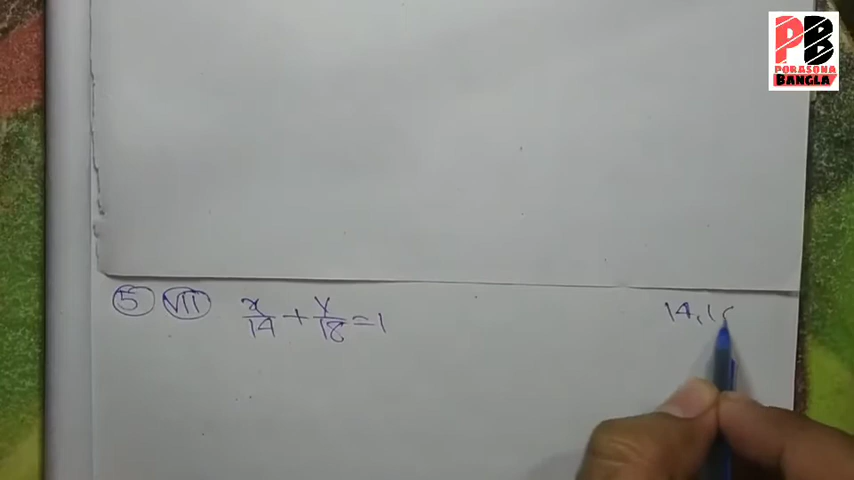 PB
PORASONA
BANGLA
5 VII x/14 + y/18 = 1
14, 1